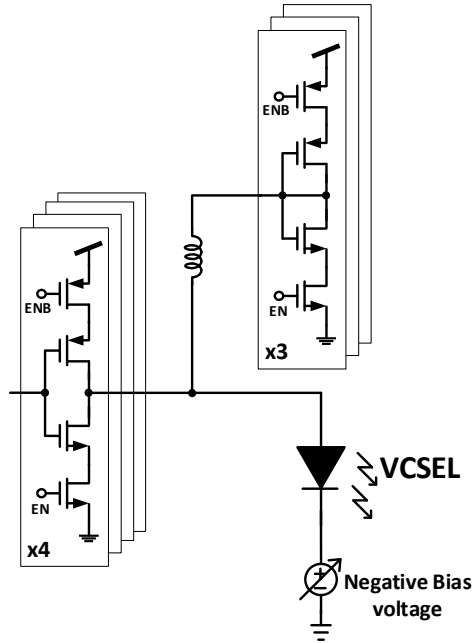 ENB
EN
x3
ENB
EN
x4
VCSEL
Negative Bias
voltage